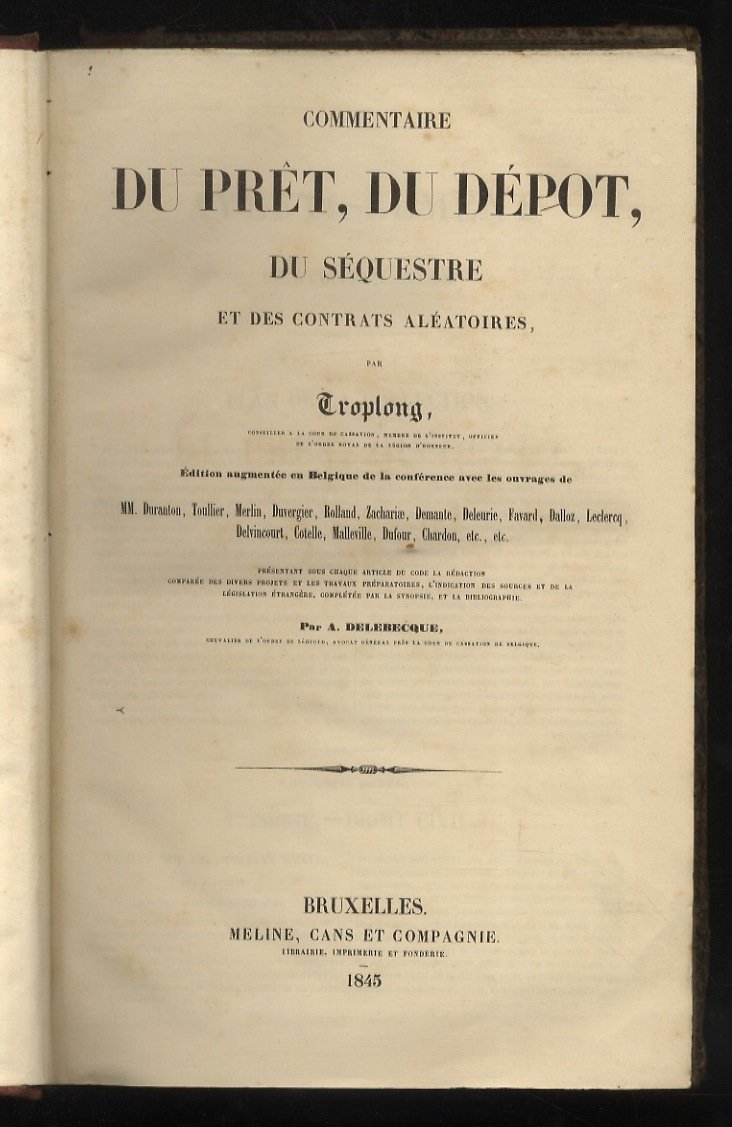 COMMENTAIRE
DU PRÊT, DU DÉPOT,
DU SÉQUESTRE
ET DES CONTRATS ALÉATOIRES,
PAR
Troplong,
CONSEILLER A LA COUR DE CASSATION, MEMBRE DE L'INSTITUT, OFFICIER
DE L'ORDRE ROYAL DE LA LÉGION D'HONNEUR.
Édition augmentée en Belgique de la conférence avec les ouvrages de
MM. Duranton, Toullier, Merlin, Duvergier, Rolland, Zachariæ, Demante, Deleurie, Favard, Dalloz, Leclercq,
Delvincourt, Cotelle, Malleville, Dufour, Chardon, etc., etc.
PRÉSENTANT SOUS CHAQUE ARTICLE DU CODE LA RÉDACTION
COMPARÉE DES DIVERS PROJETS ET LES TRAVAUX PRÉPARATOIRES, L'INDICATION DES SOURCES ET DE LA
LÉGISLATION ÉTRANGÈRE, COMPLÉTÉE PAR LA SYNOPSIE, ET LA BIBLIOGRAPHIE.
Par A. DELEBECQUE,
CHEVALIER DE L'ORDRE DE LÉOPOLD, AVOCAT GÉNÉRAL PRÈS LA COUR DE CASSATION DE BELGIQUE.
BRUXELLES.
MELINE, CANS ET COMPAGNIE.
LIBRAIRIE, IMPRIMERIE ET FONDERIE.
1845